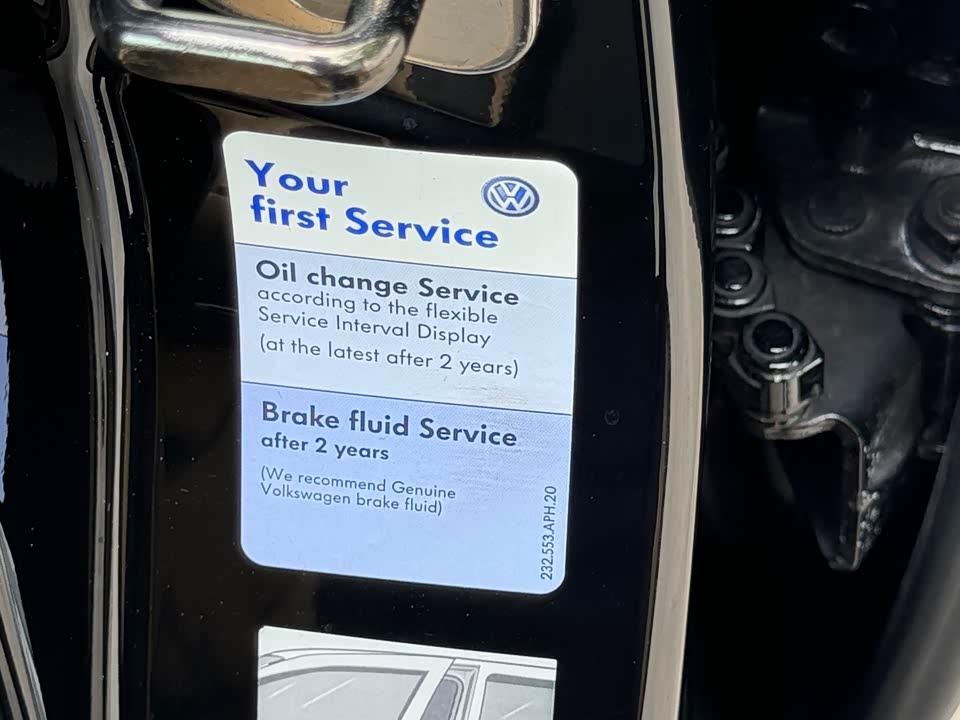 Your
first Service
Oil change Service
according to the flexible
Service Interval Display
(at the latest after 2 years)
Brake fluid Service
after 2 years
(We recommend Genuine
Volkswagen brake fluid)
232.553.APH.20